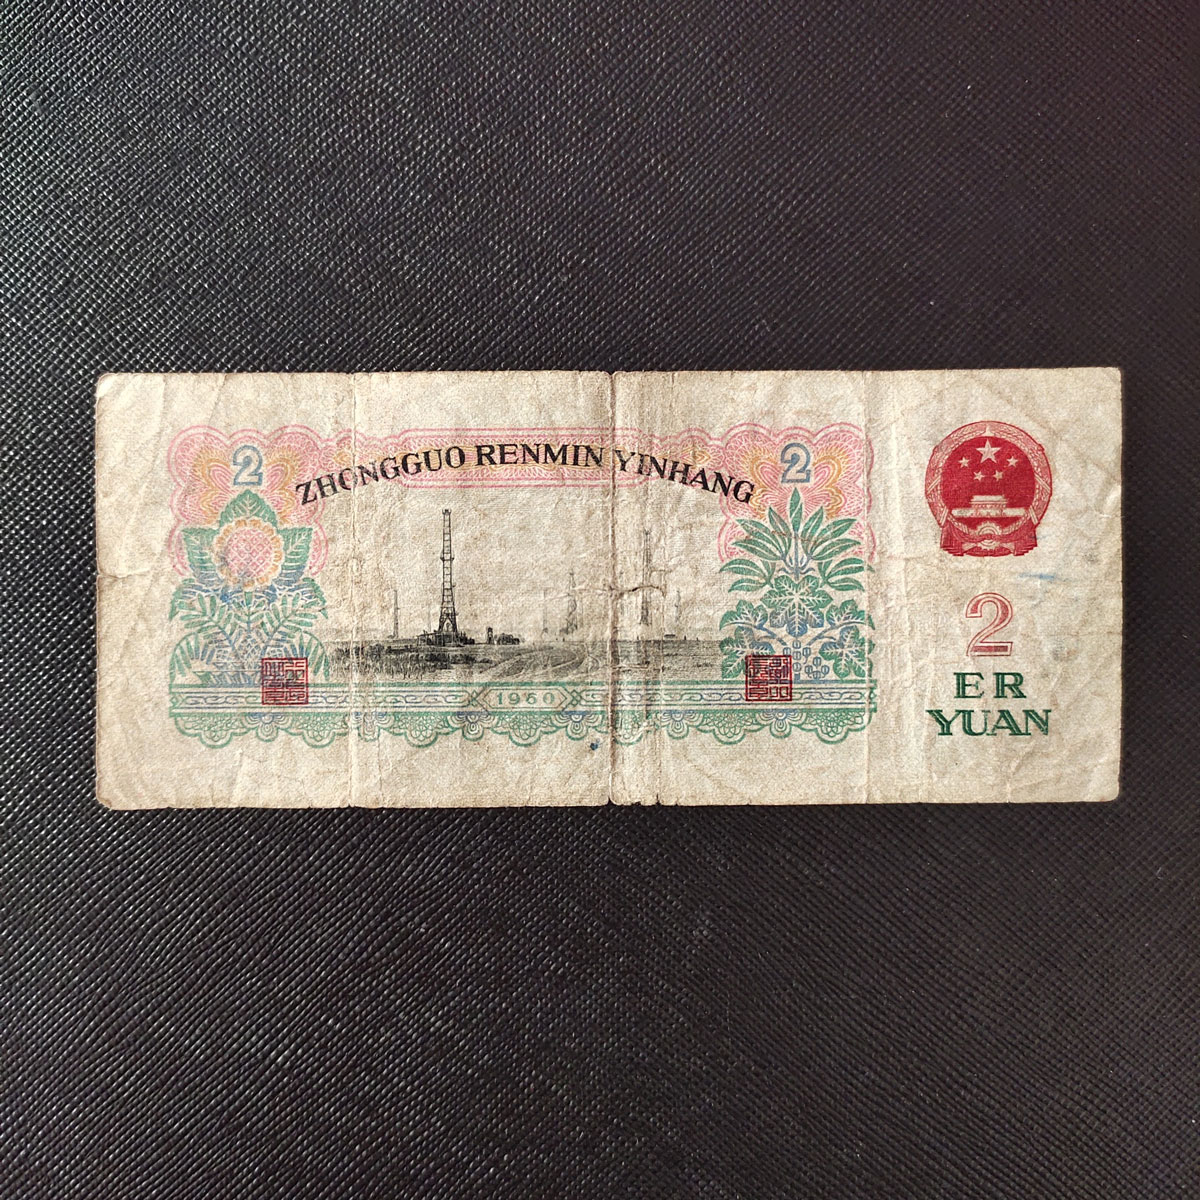 2
ZHONGGUO RENMIN YINHANG
2
1960
2
ER
YUAN